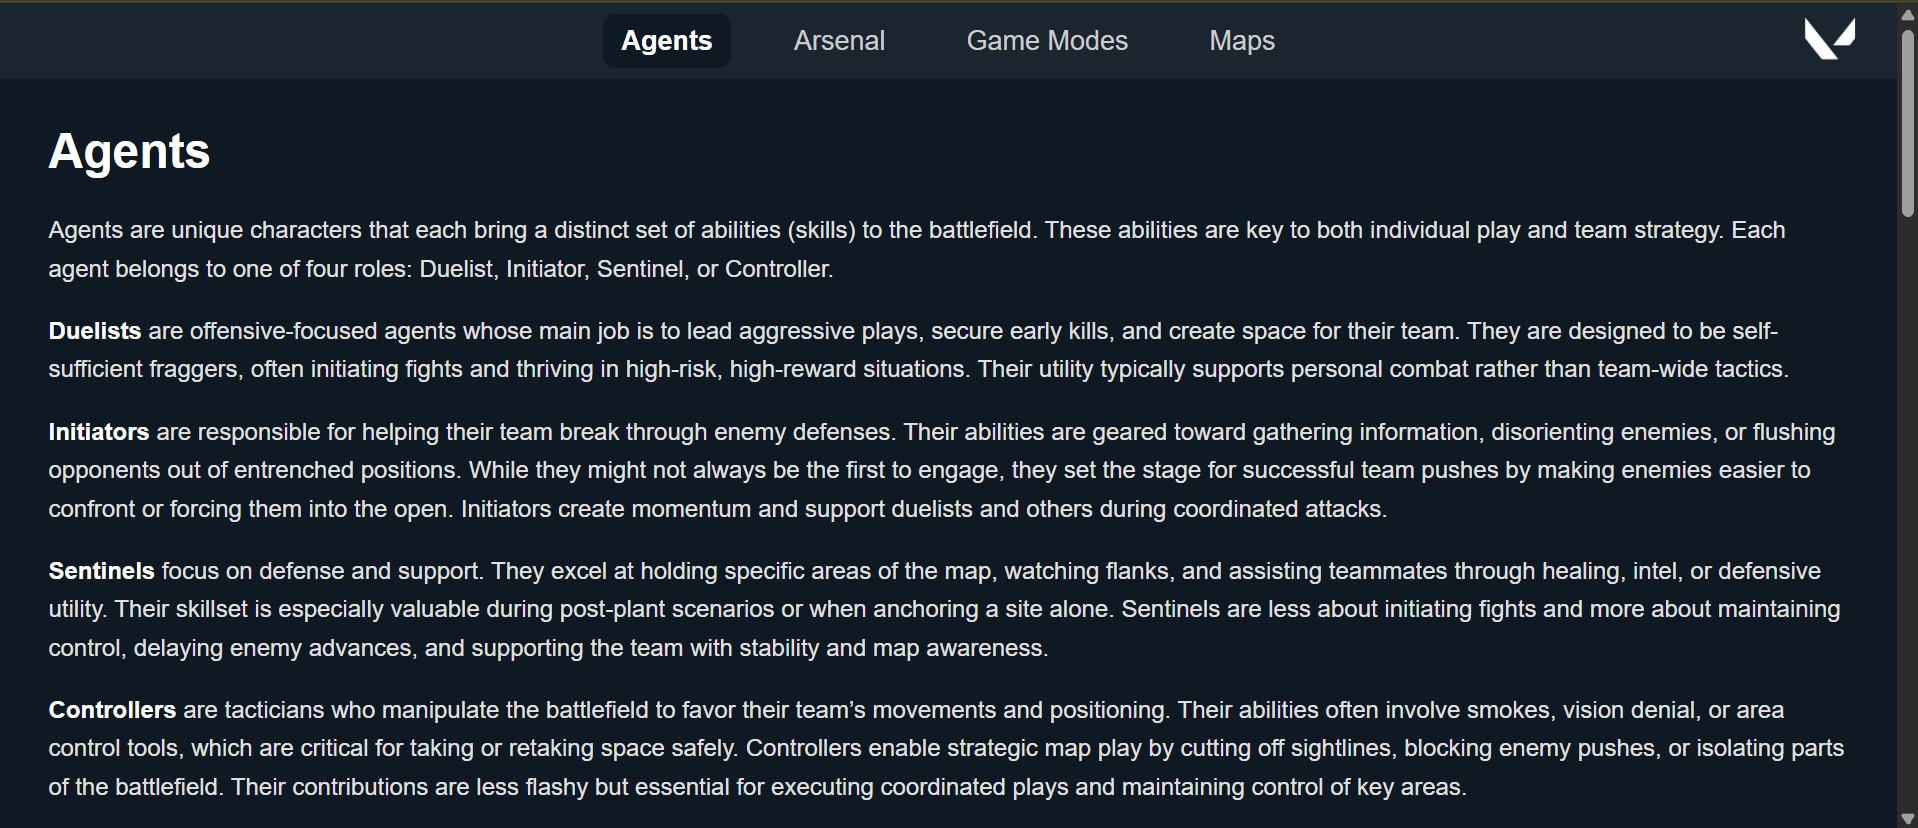 Agents Arsenal Game Modes Maps
Agents
Agents are unique characters that each bring a distinct set of abilities (skills) to the battlefield. These abilities are key to both individual play and team strategy. Each
agent belongs to one of four roles: Duelist, Initiator, Sentinel, or Controller.
Duelists are offensive-focused agents whose main job is to lead aggressive plays, secure early kills, and create space for their team. They are designed to be self-
sufficient fraggers, often initiating fights and thriving in high-risk, high-reward situations. Their utility typically supports personal combat rather than team-wide tactics.
Initiators are responsible for helping their team break through enemy defenses. Their abilities are geared toward gathering information, disorienting enemies, or flushing
opponents out of entrenched positions. While they might not always be the first to engage, they set the stage for successful team pushes by making enemies easier to
confront or forcing them into the open. Initiators create momentum and support duelists and others during coordinated attacks.
Sentinels focus on defense and support. They excel at holding specific areas of the map, watching flanks, and assisting teammates through healing, intel, or defensive
utility. Their skillset is especially valuable during post-plant scenarios or when anchoring a site alone. Sentinels are less about initiating fights and more about maintaining
control, delaying enemy advances, and supporting the team with stability and map awareness.
Controllers are tacticians who manipulate the battlefield to favor their team’s movements and positioning. Their abilities often involve smokes, vision denial, or area
control tools, which are critical for taking or retaking space safely. Controllers enable strategic map play by cutting off sightlines, blocking enemy pushes, or isolating parts
of the battlefield. Their contributions are less flashy but essential for executing coordinated plays and maintaining control of key areas.